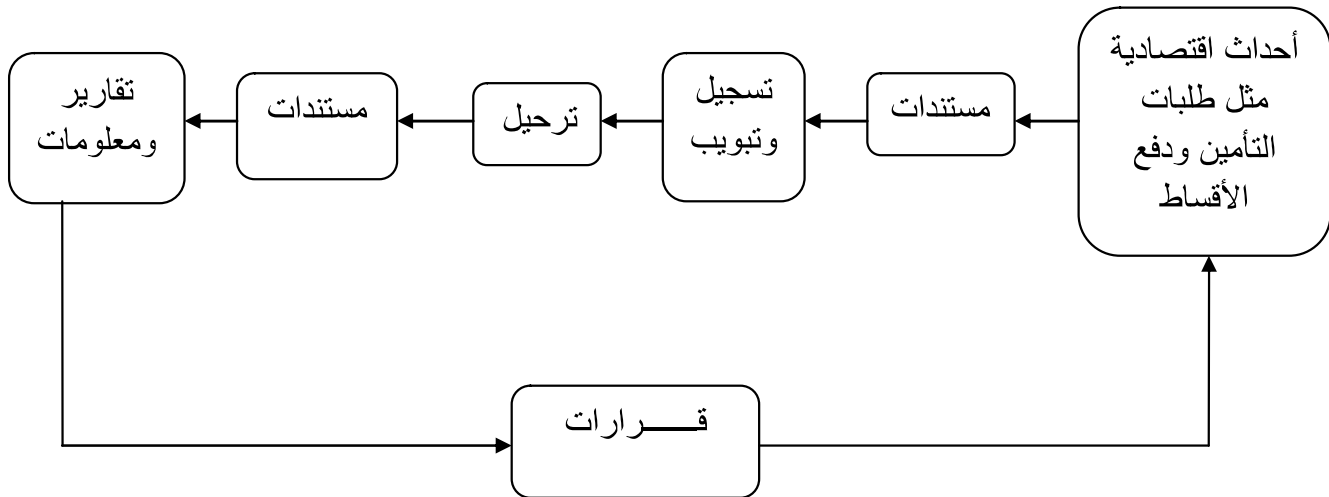 أحداث اقتصادية
مثل طلبات
التأمين ودفع
الأقساط
مستندات
تسجيل
وتبويب
ترحيل
مستندات
تقارير
ومعلومات
قـــــرارات